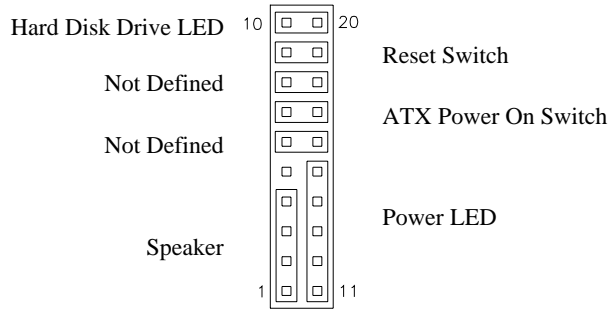 Hard Disk Drive LED 10 20
Reset Switch
Not Defined
ATX Power On Switch
Not Defined
Power LED
Speaker
1 11